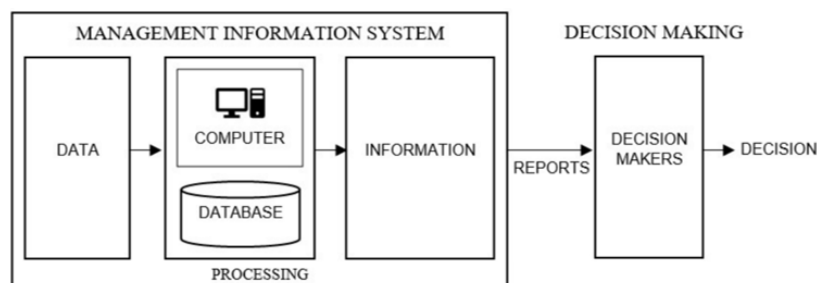 MANAGEMENT INFORMATION SYSTEM
DECISION MAKING
DATA
COMPUTER
DATABASE
PROCESSING
INFORMATION
REPORTS
DECISION
MAKERS
DECISION